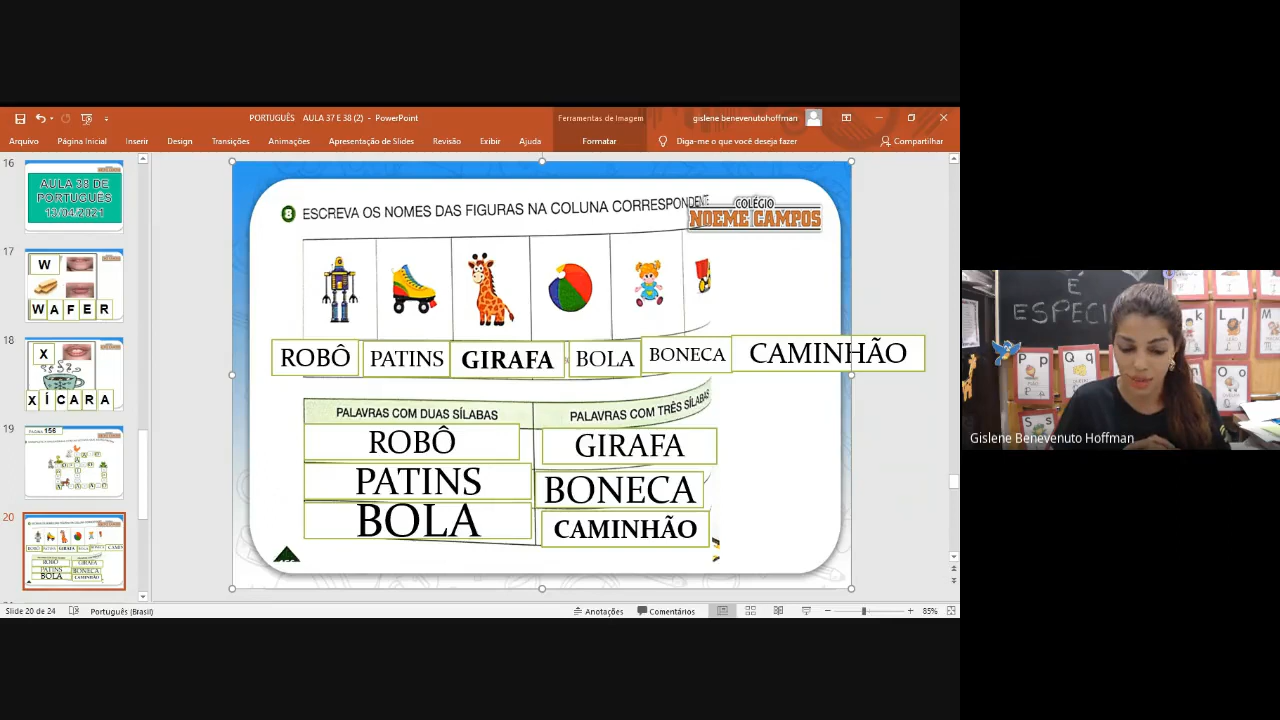 PORTUGUÊS AULA 37 E 38 (2) - PowerPoint
Ferramentas de Imagem
gislene benevenutohoffman
Arquivo
Página Inicial
Inserir
Design
Transições
Animações
Apresentação de Slides
Revisão
Exibir
Ajuda
Formatar
Diga-me o que você deseja fazer
Compartilhar
16
AULA 38 DE
PORTUGUÊS
13/04/2021
17
W
W A F E R
18
X
X Í C A R A
19
PÁGINA 156
20
8 ESCREVA OS NOMES DAS FIGURAS NA COLUNA CORRESPONDENTE
COLÉGIO
NOEME CAMPOS
ROBÔ PATINS GIRAFA BOLA BONECA CAMINHÃO
PALAVRAS COM DUAS SÍLABAS PALAVRAS COM TRÊS SÍLABAS
ROBÔ GIRAFA
PATINS BONECA
BOLA CAMINHÃO
É
ESPECI
P p
Q q
K
L l
M
O o
S s
Gislene Benevenuto Hoffman
Slide 20 de 24
Português (Brasil)
Anotações
Comentários
85%